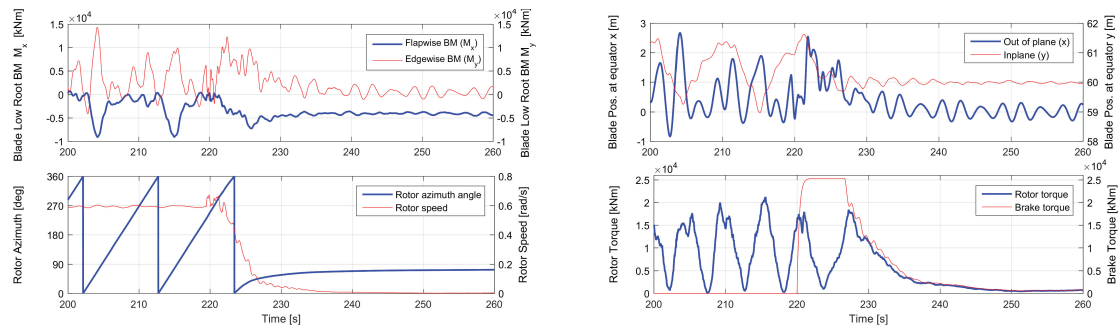 ×10⁴
×10⁴
Blade Low Root BM M_x [kNm]
1.5
1.0
0.5
0
-0.5
-1
Flapwise BM (M_x)
Edgewise BM (M_y)
1.5
1
0.5
0
-0.5
-1
Blade Low Root BM M_y [kNm]
200 210 220 230 240 250 260
Blade Pos. at equator x [m]
3
2
1
0
-1
Out of plane (x)
Inplane (y)
62
61
60
59
58
Blade Pos. at equator y [m]
200 210 220 230 240 250 260
Time [s]
Rotor Azimuth [deg]
360
270
180
90
0
Rotor azimuth angle
Rotor speed
0.8
0.6
0.4
0.2
0
Rotor Speed [rad/s]
200 210 220 230 240 250 260
Time [s]
×10⁴
×10⁴
Rotor Torque [kNm]
2.5
2
1.5
1
0.5
0
Rotor torque
Brake torque
2.5
2
1.5
1
0.5
0
Brake Torque [kNm]
200 210 220 230 240 250 260
Time [s]